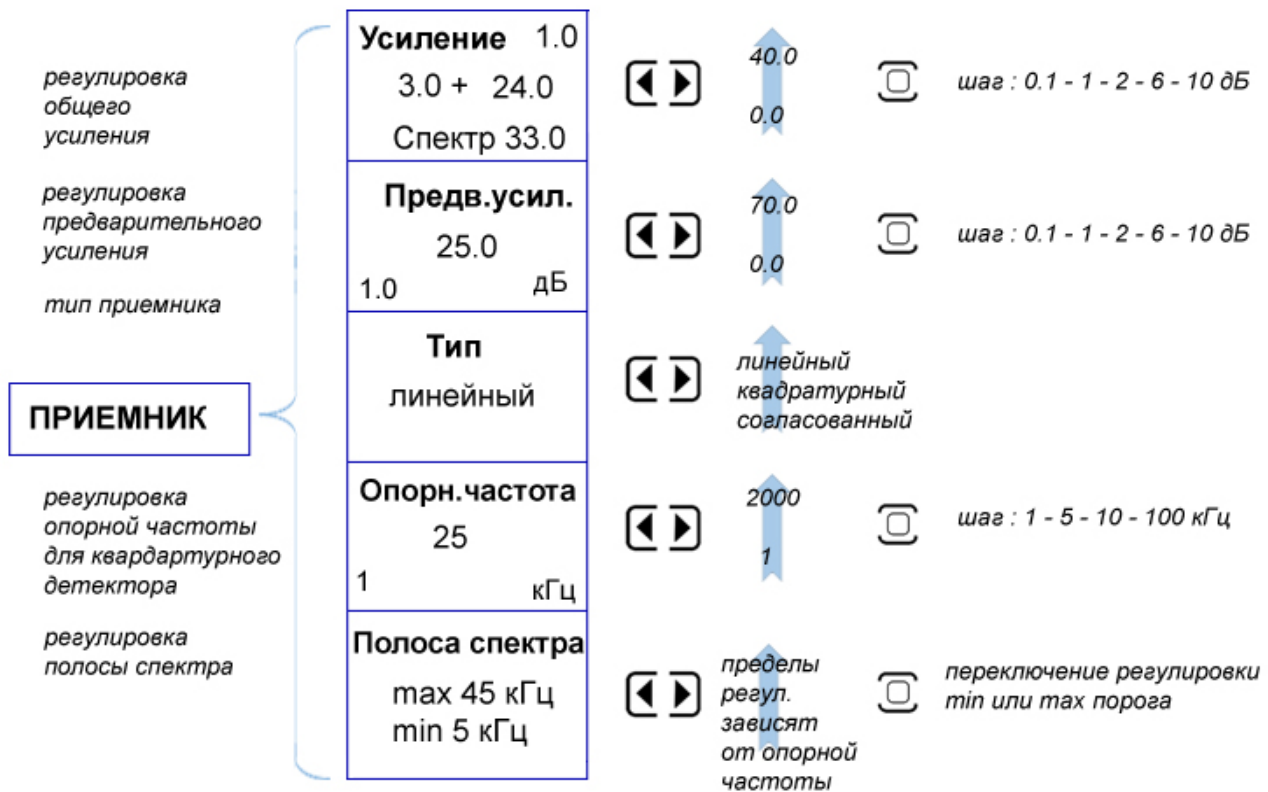 регулировка
общего
усиления
Усиление 1.0
3.0 + 24.0
Спектр 33.0
40.0
0.0
шаг : 0.1 - 1 - 2 - 6 - 10 дБ
регулировка
предварительного
усиления
Предв.усил.
25.0
1.0 дБ
70.0
0.0
шаг : 0.1 - 1 - 2 - 6 - 10 дБ
тип приемника
Тип
линейный
линейный
квадратурный
согласованный
ПРИЕМНИК
регулировка
опорной частоты
для квардартурного
детектора
Опорн.частота
25
1 кГц
2000
1
шаг : 1 - 5 - 10 - 100 кГц
регулировка
полосы спектра
Полоса спектра
max 45 кГц
min 5 кГц
пределы
регул.
зависят
от опорной
частоты
переключение регулировки
min или max порога